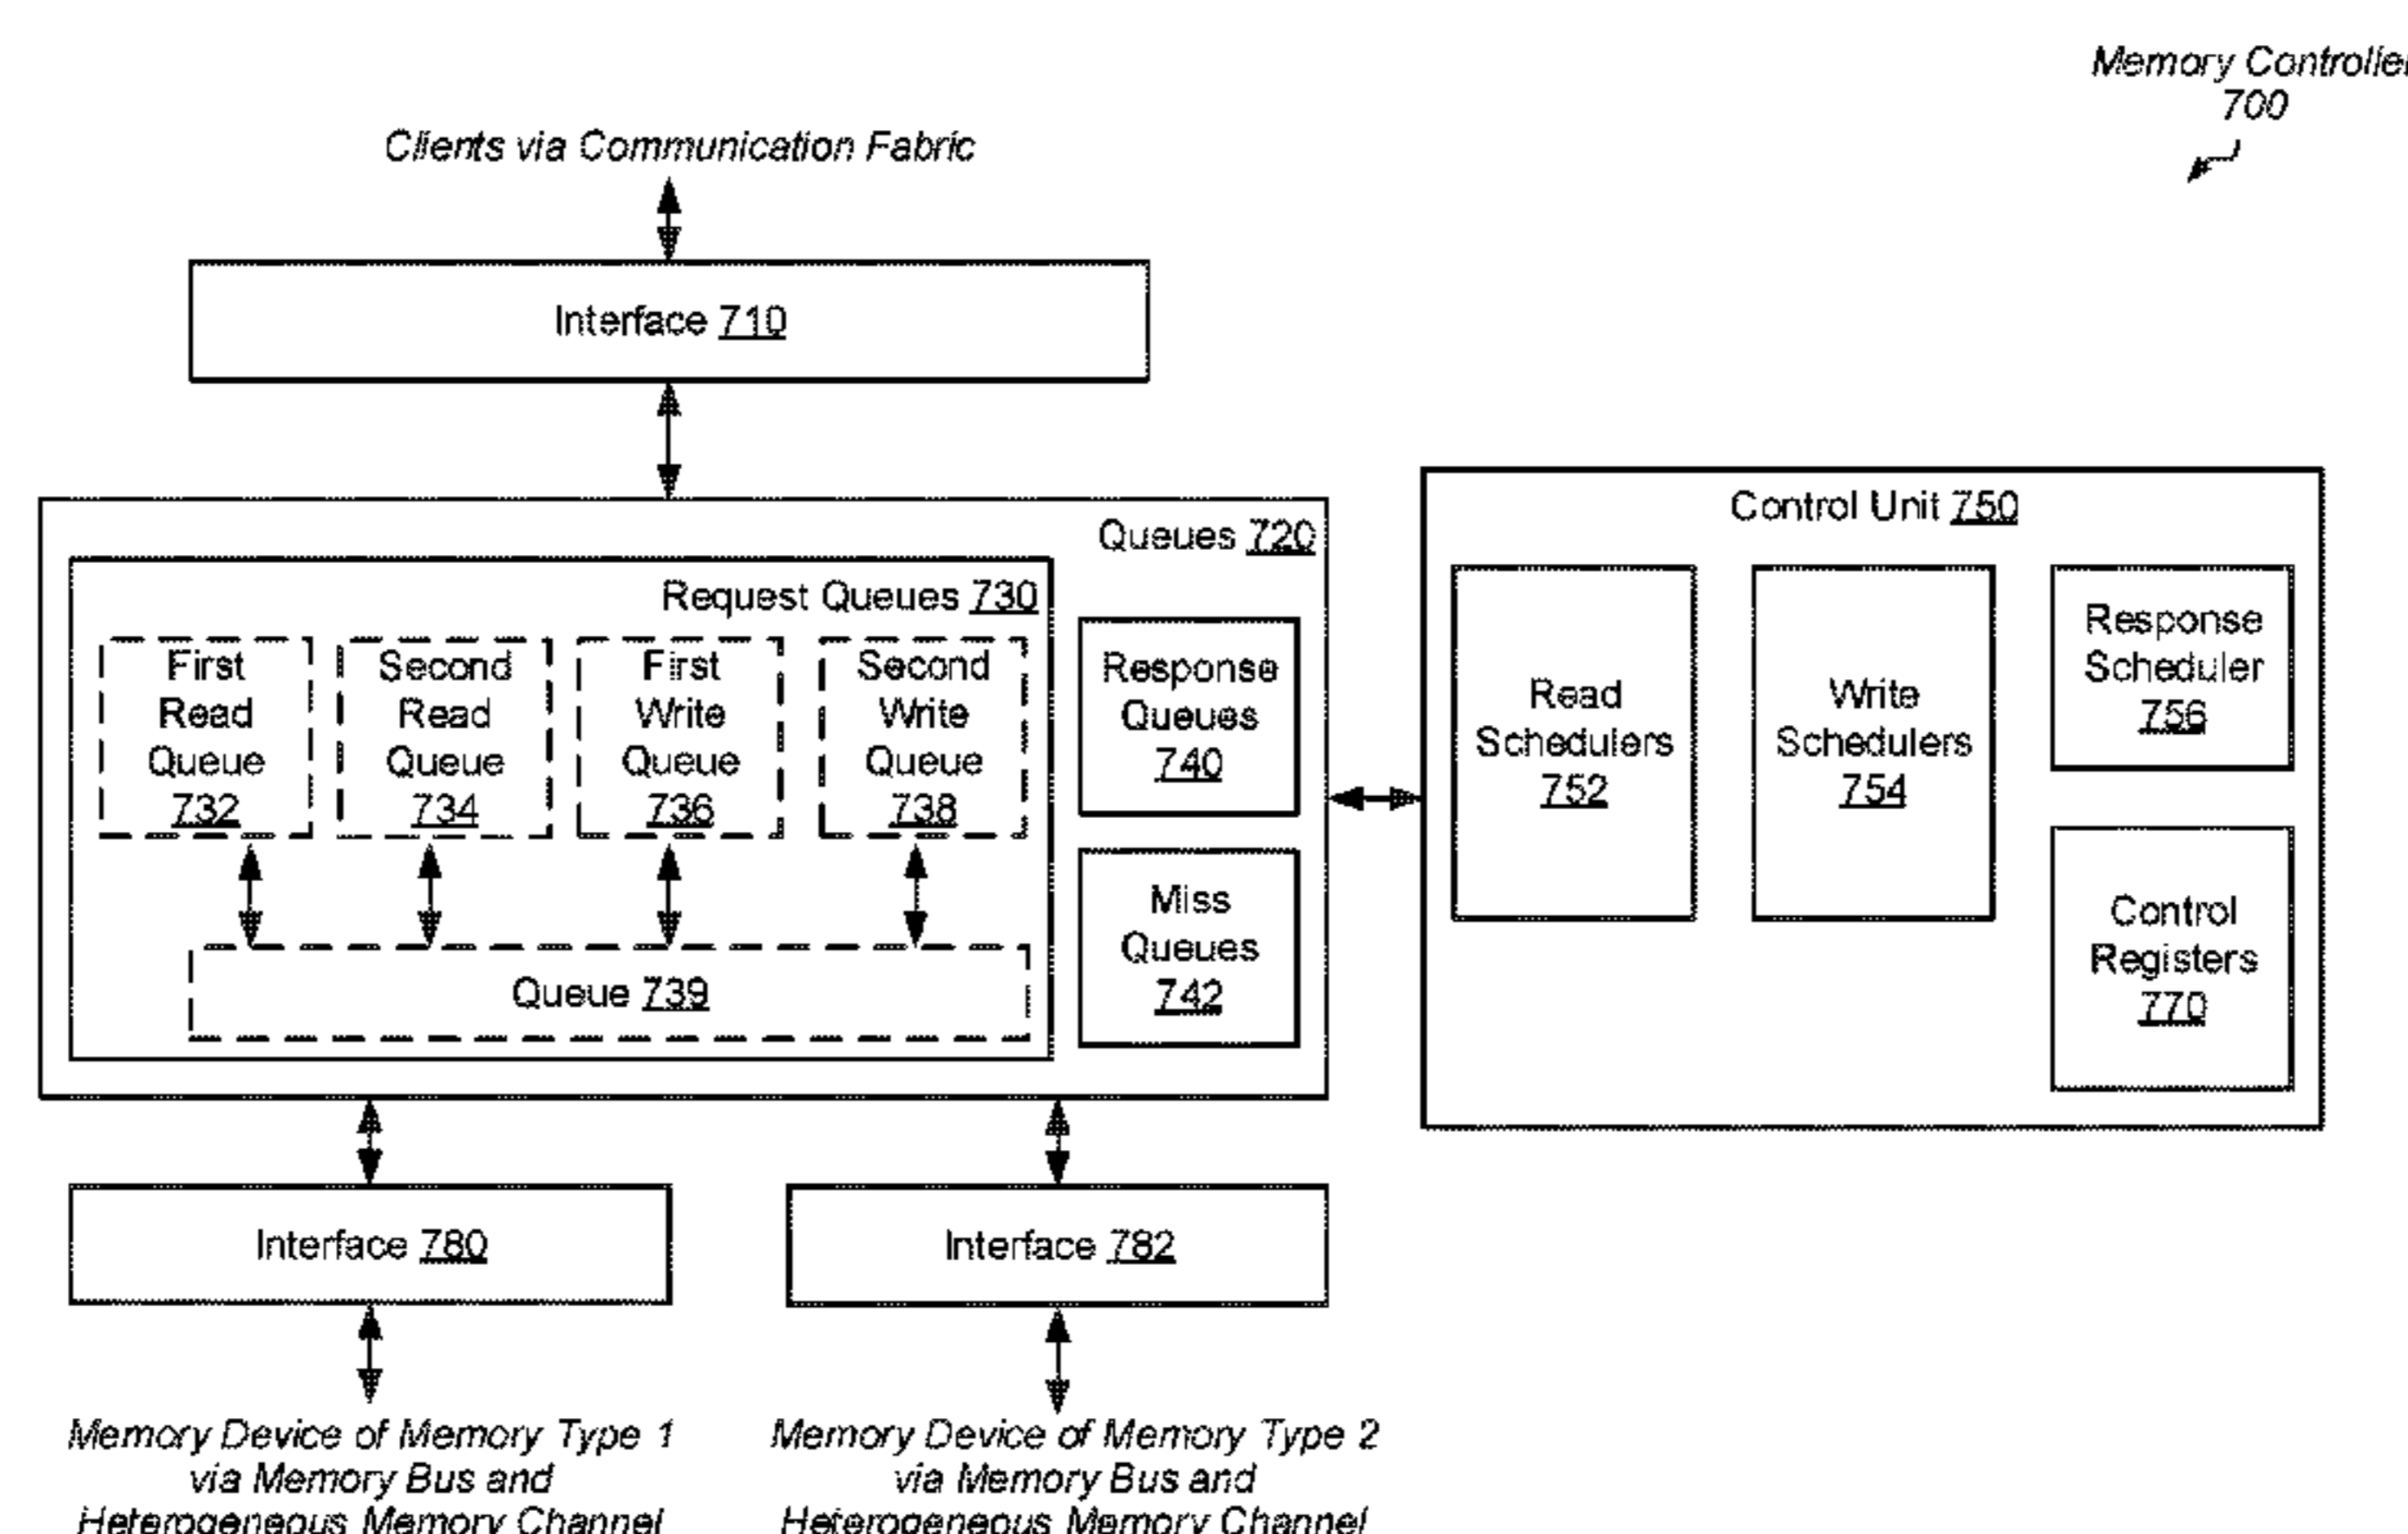 Memory Controller
700
Clients via Communication Fabric
Interface 710
Queues 720
Request Queues 730
First
Read
Queue
732
Second
Read
Queue
734
First
Write
Queue
736
Second
Write
Queue
738
Queue 739
Response
Queues
740
Miss
Queues
742
Control Unit 750
Read
Schedulers
752
Write
Schedulers
754
Response
Scheduler
756
Control
Registers
770
Interface 780
Interface 782
Memory Device of Memory Type 1
via Memory Bus and
Heterogeneous Memory Channel
Memory Device of Memory Type 2
via Memory Bus and
Heterogeneous Memory Channel